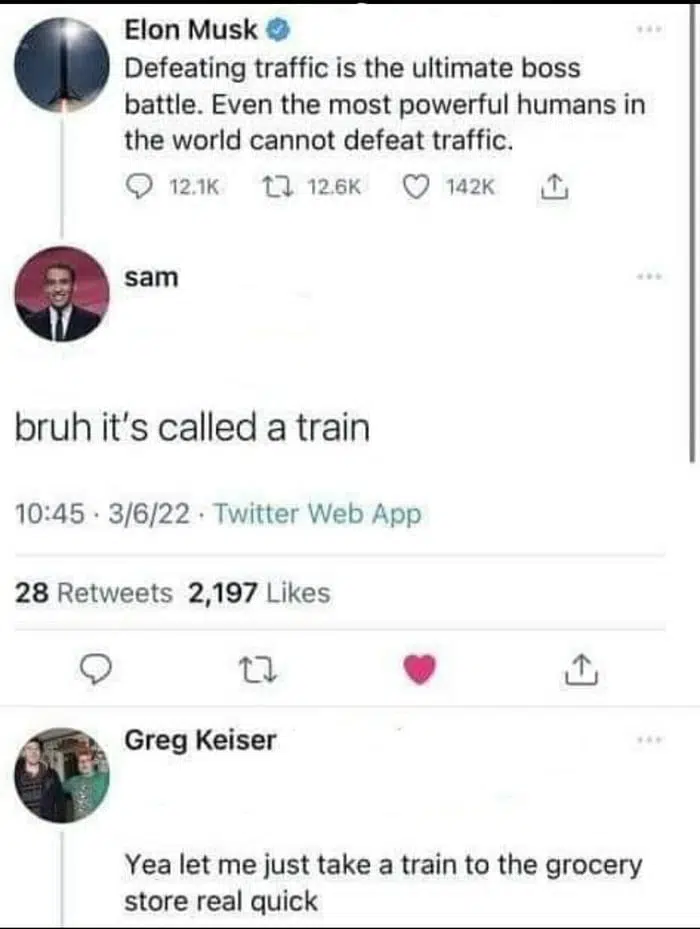 Elon Musk
Defeating traffic is the ultimate boss
battle. Even the most powerful humans in
the world cannot defeat traffic.
12.1K 12.6K 142K
sam
bruh it's called a train
10:45 · 3/6/22 · Twitter Web App
28 Retweets 2,197 Likes
Greg Keiser
Yea let me just take a train to the grocery
store real quick